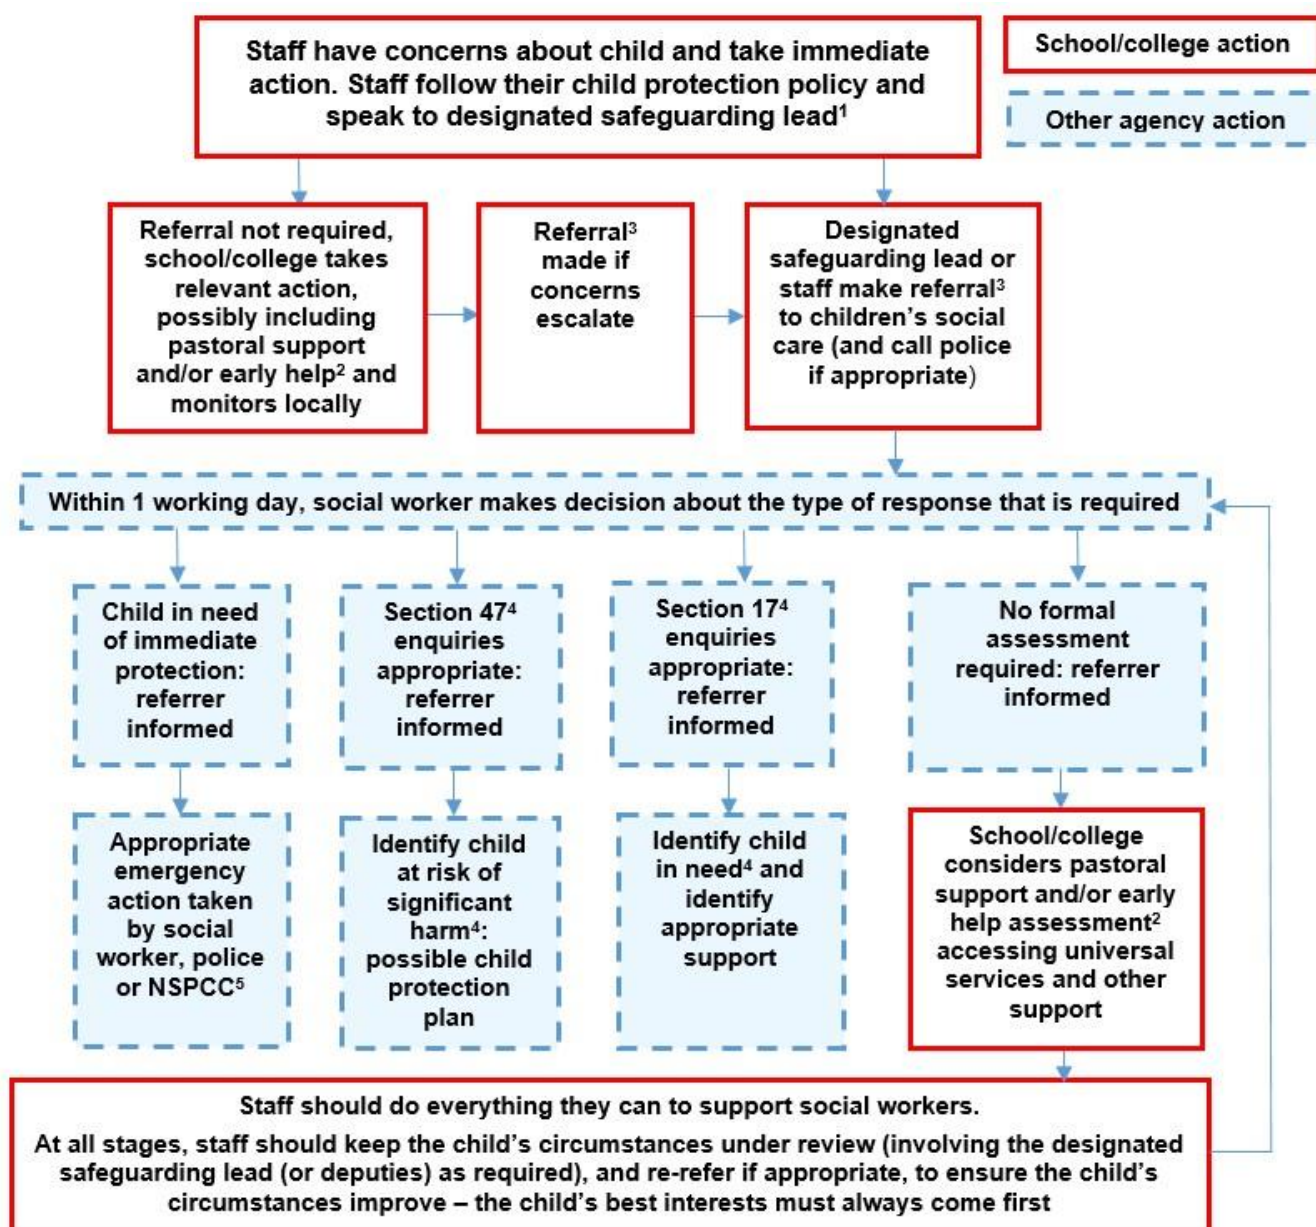 Staff have concerns about child and take immediate
action. Staff follow their child protection policy and
speak to designated safeguarding lead¹
School/college action
Other agency action
Referral not required,
school/college takes
relevant action,
possibly including
pastoral support
and/or early help² and
monitors locally
Referral³
made if
concerns
escalate
Designated
safeguarding lead or
staff make referral³
to children’s social
care (and call police
if appropriate)
Within 1 working day, social worker makes decision about the type of response that is required
Child in need
of immediate
protection:
referrer
informed
Section 47⁴
enquiries
appropriate:
referrer
informed
Section 17⁴
enquiries
appropriate:
referrer
informed
No formal
assessment
required: referrer
informed
Appropriate
emergency
action taken
by social
worker, police
or NSPCC⁵
Identify child
at risk of
significant
harm⁴:
possible child
protection
plan
Identify child
in need⁴ and
identify
appropriate
support
School/college
considers pastoral
support and/or early
help assessment²
accessing universal
services and other
support
Staff should do everything they can to support social workers.
At all stages, staff should keep the child’s circumstances under review (involving the designated
safeguarding lead (or deputies) as required), and re-refer if appropriate, to ensure the child’s
circumstances improve – the child’s best interests must always come first